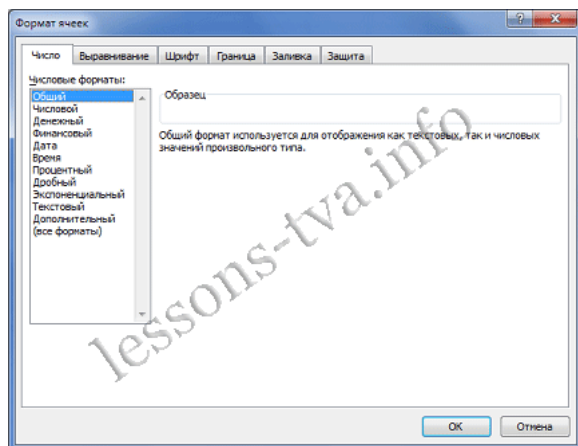 Формат ячеек
Число Выравнивание Шрифт Граница Заливка Защита
Числовые форматы:
Общий
Числовой
Денежный
Финансовый
Дата
Время
Процентный
Дробный
Экспоненциальный
Текстовый
Дополнительный
(все форматы)
Образец
Общий формат используется для отображения как текстовых, так и числовых
значений произвольного типа.
lessons-tva.info
OK Отмена